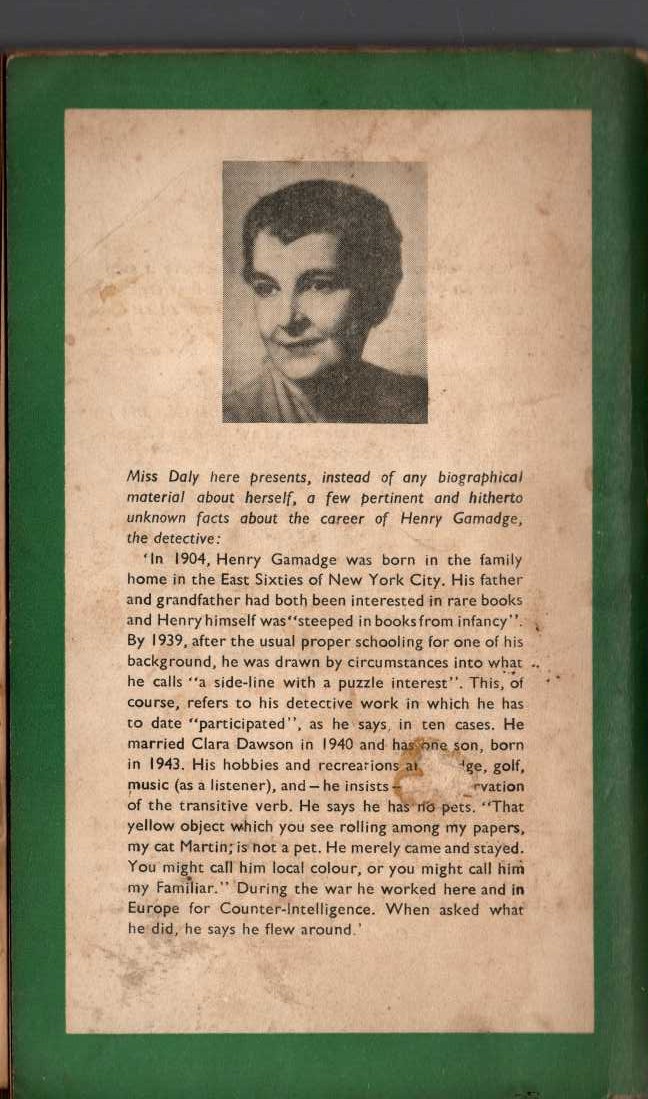 Miss Daly here presents, instead of any biographical
material about herself, a few pertinent and hitherto
unknown facts about the career of Henry Gamadge,
the detective:
‘In 1904, Henry Gamadge was born in the family
home in the East Sixties of New York City. His father
and grandfather had both been interested in rare books
and Henry himself was “steeped in books from infancy”.
By 1939, after the usual proper schooling for one of his
background, he was drawn by circumstances into what
he calls “a side-line with a puzzle interest”. This, of
course, refers to his detective work in which he has
to date “participated”, as he says, in ten cases. He
married Clara Dawson in 1940 and has one son, born
in 1943. His hobbies and recreations golf,
music (as a listener), and – he insists –
of the transitive verb. He says he has no pets. “That
yellow object which you see rolling among my papers,
my cat Martin; is not a pet. He merely came and stayed.
You might call him local colour, or you might call him
my Familiar.” During the war he worked here and in
Europe for Counter-Intelligence. When asked what
he did, he says he flew around.’